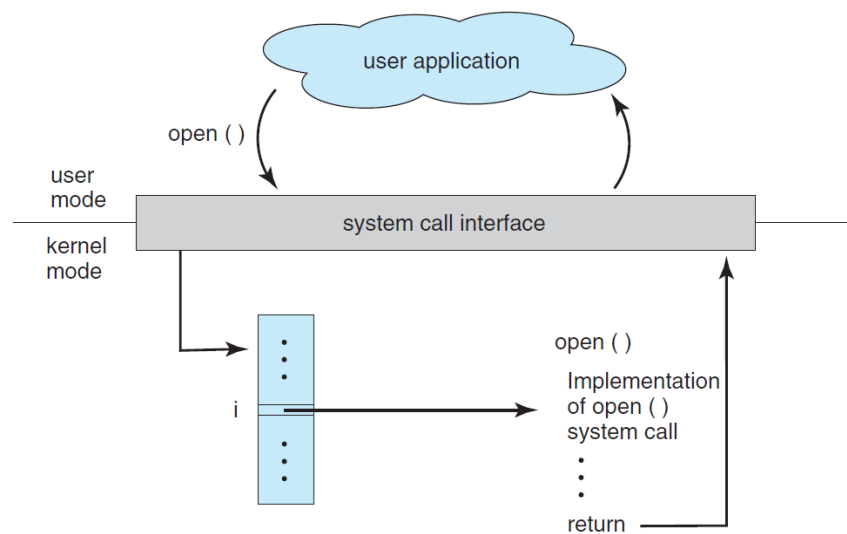 user application
open ( )
user
mode
system call interface
kernel
mode
open ( )
i
Implementation
of open ( )
system call
return